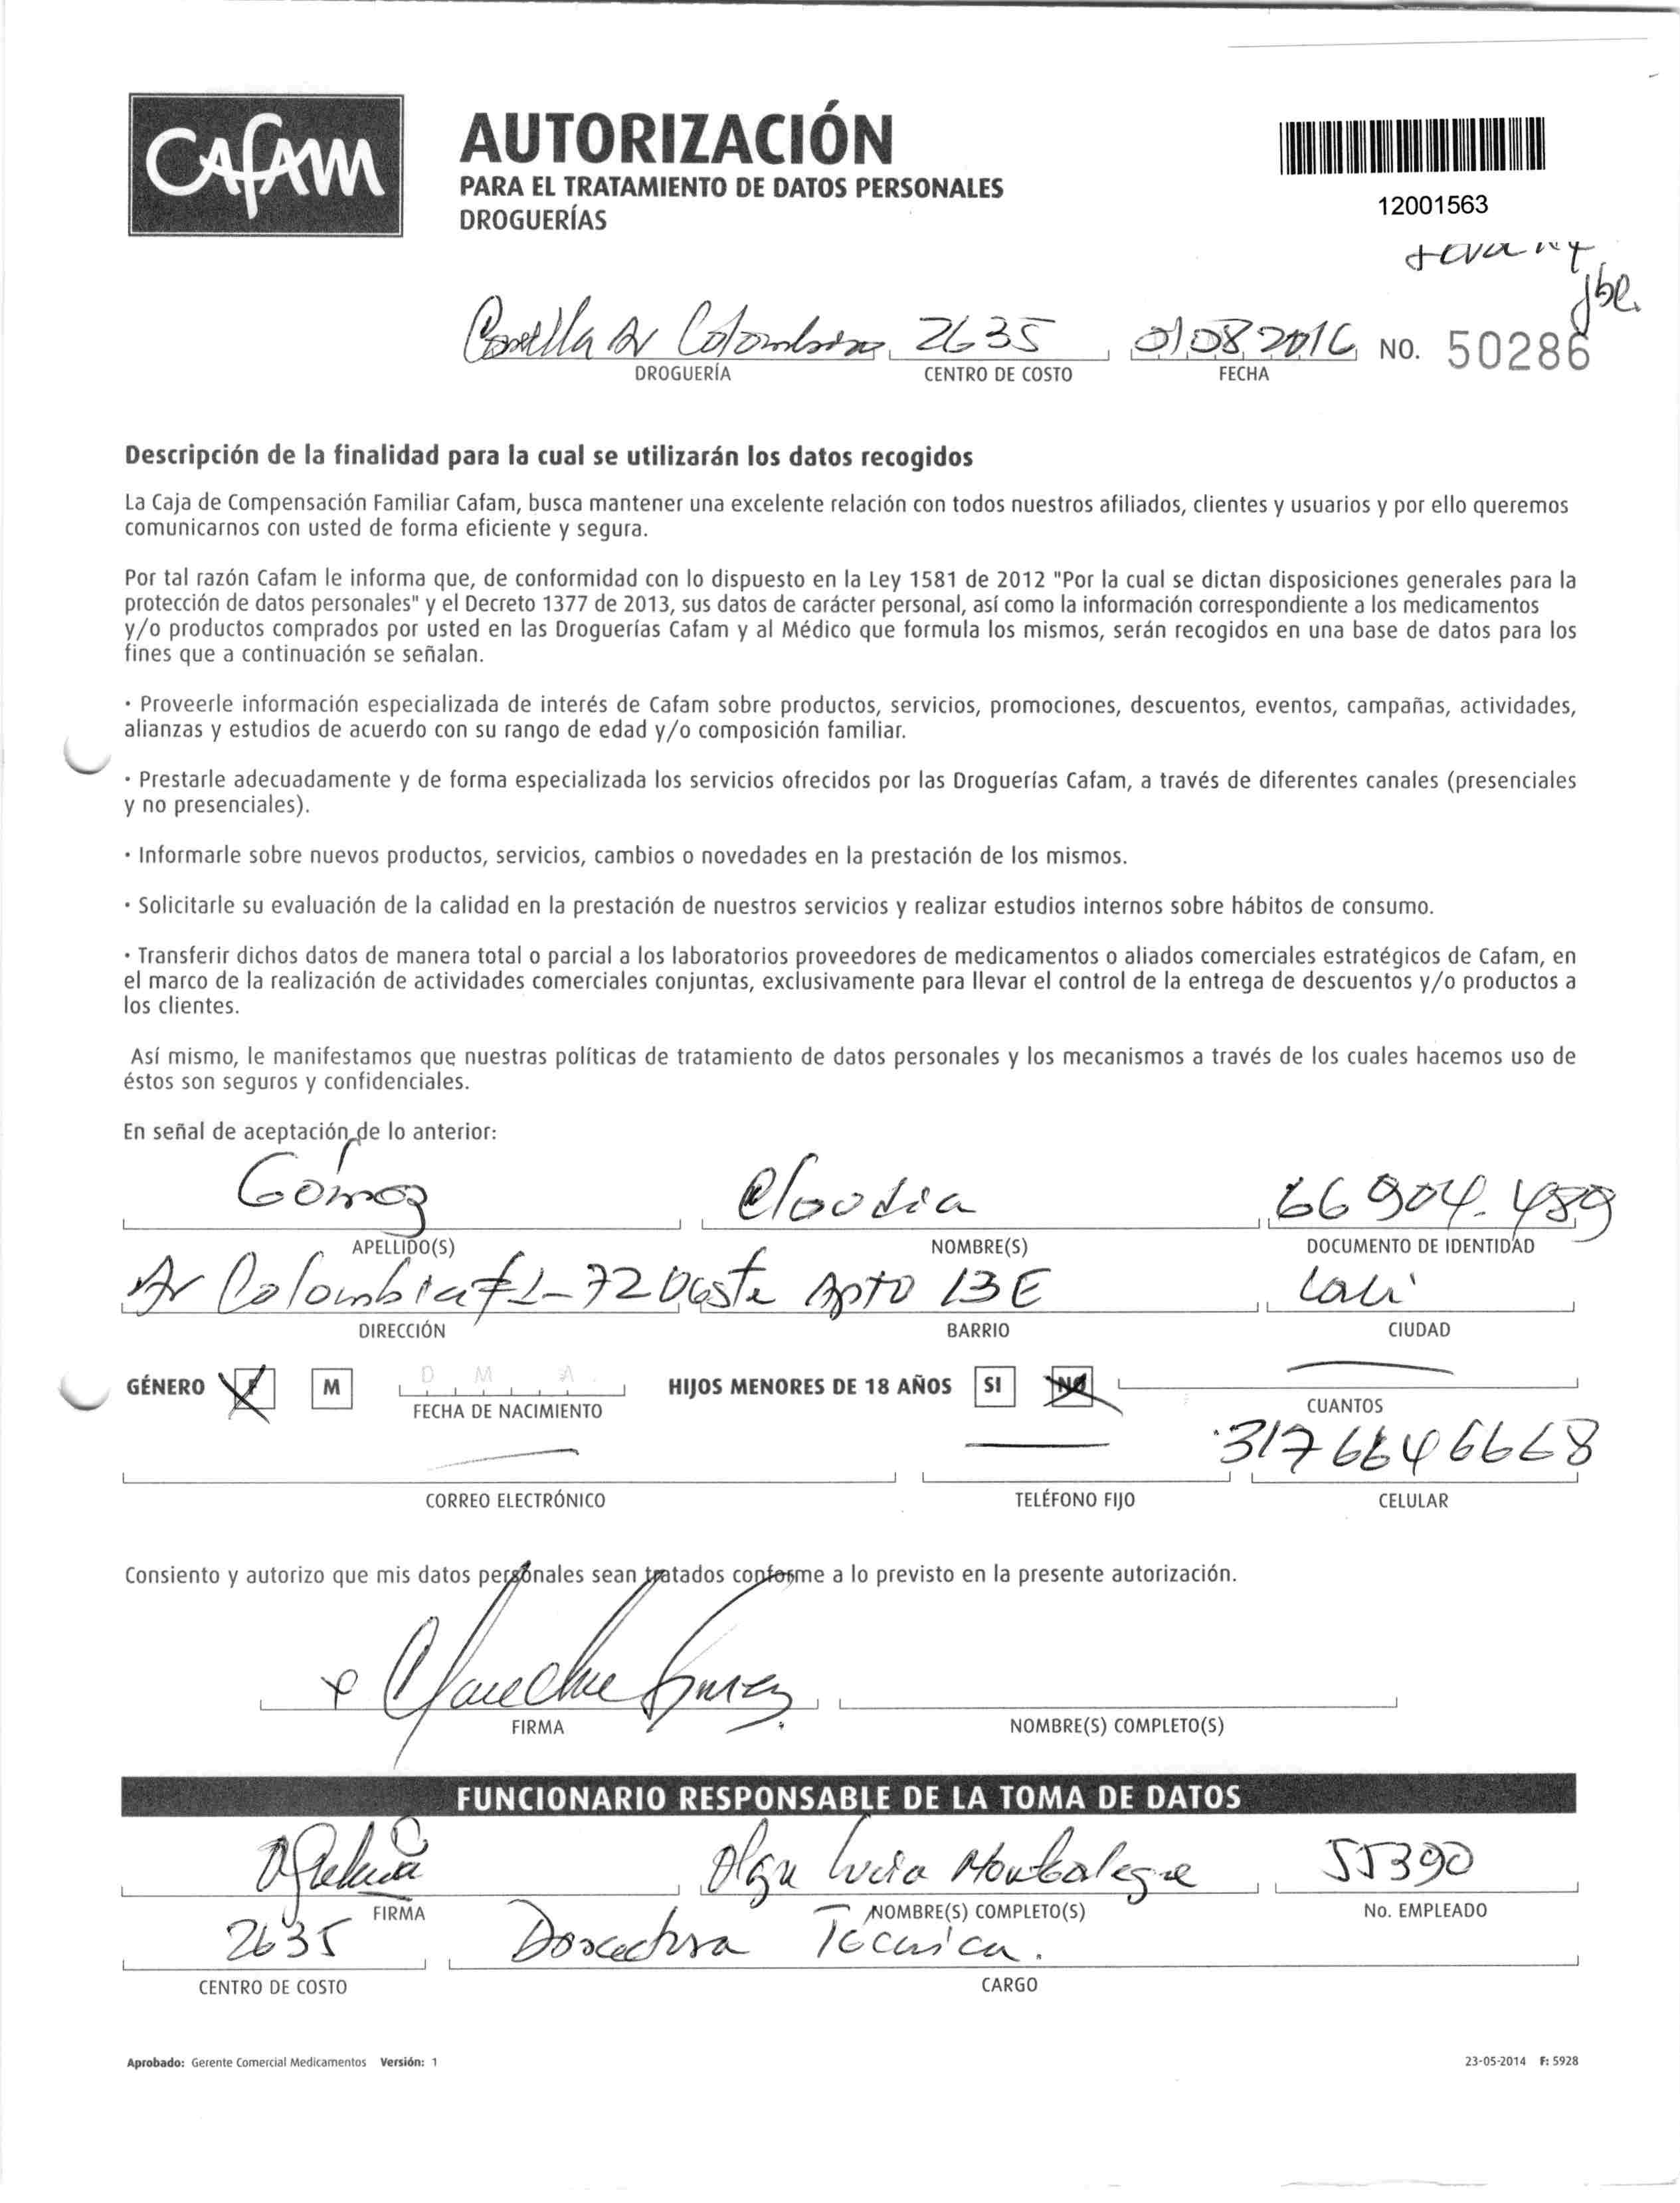 CAFAM
AUTORIZACIÓN
PARA EL TRATAMIENTO DE DATOS PERSONALES
DROGUERÍAS
12001563
Av Colombia 2635 01 08 2016 NO. 50286
DROGUERÍA CENTRO DE COSTO FECHA
Descripción de la finalidad para la cual se utilizarán los datos recogidos
La Caja de Compensación Familiar Cafam, busca mantener una excelente relación con todos nuestros afiliados, clientes y usuarios y por ello queremos
comunicarnos con usted de forma eficiente y segura.
Por tal razón Cafam le informa que, de conformidad con lo dispuesto en la Ley 1581 de 2012 "Por la cual se dictan disposiciones generales para la
protección de datos personales" y el Decreto 1377 de 2013, sus datos de carácter personal, así como la información correspondiente a los medicamentos
y/o productos comprados por usted en las Droguerías Cafam y al Médico que formula los mismos, serán recogidos en una base de datos para los
fines que a continuación se señalan.
· Proveerle información especializada de interés de Cafam sobre productos, servicios, promociones, descuentos, eventos, campañas, actividades,
alianzas y estudios de acuerdo con su rango de edad y/o composición familiar.
· Prestarle adecuadamente y de forma especializada los servicios ofrecidos por las Droguerías Cafam, a través de diferentes canales (presenciales
y no presenciales).
· Informarle sobre nuevos productos, servicios, cambios o novedades en la prestación de los mismos.
· Solicitarle su evaluación de la calidad en la prestación de nuestros servicios y realizar estudios internos sobre hábitos de consumo.
· Transferir dichos datos de manera total o parcial a los laboratorios proveedores de medicamentos o aliados comerciales estratégicos de Cafam, en
el marco de la realización de actividades comerciales conjuntas, exclusivamente para llevar el control de la entrega de descuentos y/o productos a
los clientes.
Así mismo, le manifestamos que nuestras políticas de tratamiento de datos personales y los mecanismos a través de los cuales hacemos uso de
éstos son seguros y confidenciales.
En señal de aceptación de lo anterior:
Gómez Claudia 66904.489
APELLIDO(S) NOMBRE(S) DOCUMENTO DE IDENTIDAD
Av Colombia #1-72 Oeste Apto 13E Cali
DIRECCIÓN BARRIO CIUDAD
GÉNERO F M D M A HIJOS MENORES DE 18 AÑOS SI NO
FECHA DE NACIMIENTO CUANTOS
3176646668
CORREO ELECTRÓNICO TELÉFONO FIJO CELULAR
Consiento y autorizo que mis datos personales sean tratados conforme a lo previsto en la presente autorización.
FIRMA NOMBRE(S) COMPLETO(S)
FUNCIONARIO RESPONSABLE DE LA TOMA DE DATOS
Olga Lucia Montealegre 55390
FIRMA NOMBRE(S) COMPLETO(S) No. EMPLEADO
2635 Directora Tecnica.
CENTRO DE COSTO CARGO
Aprobado: Gerente Comercial Medicamentos Versión: 1 23-05-2014 F: 5928